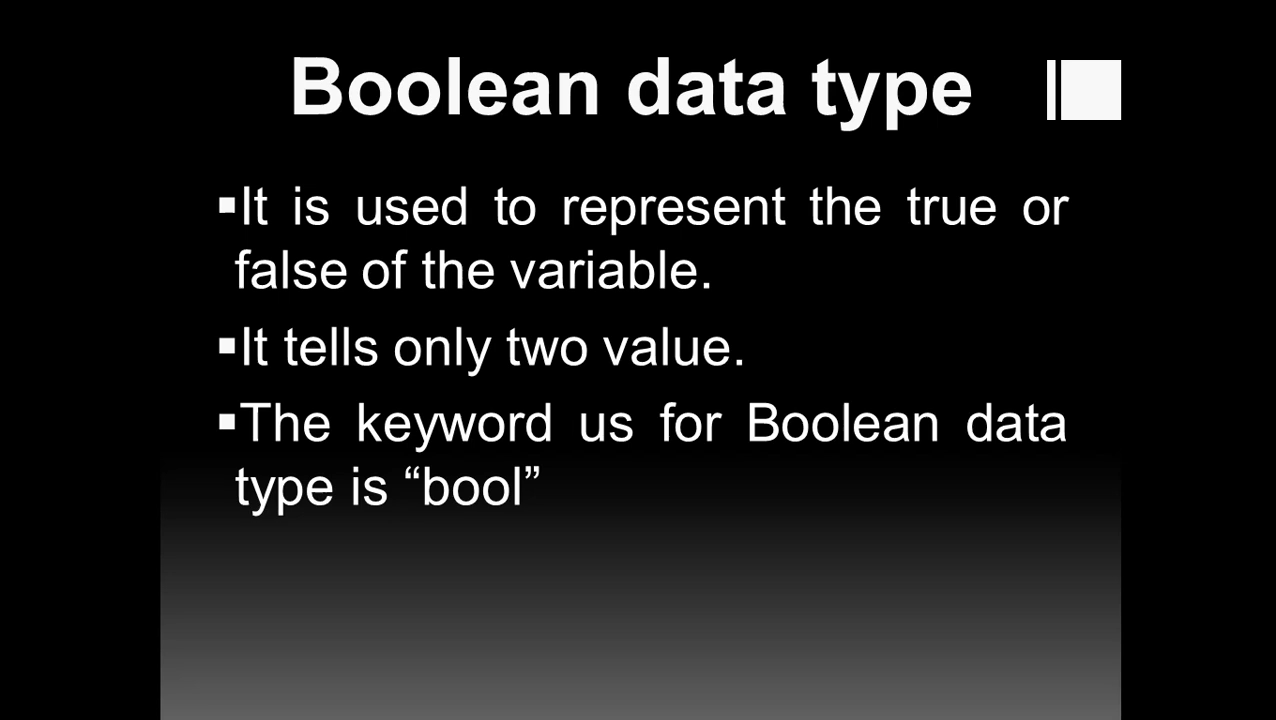 Boolean data type
▪It is used to represent the true or
false of the variable.
▪It tells only two value.
▪The keyword us for Boolean data
type is “bool”